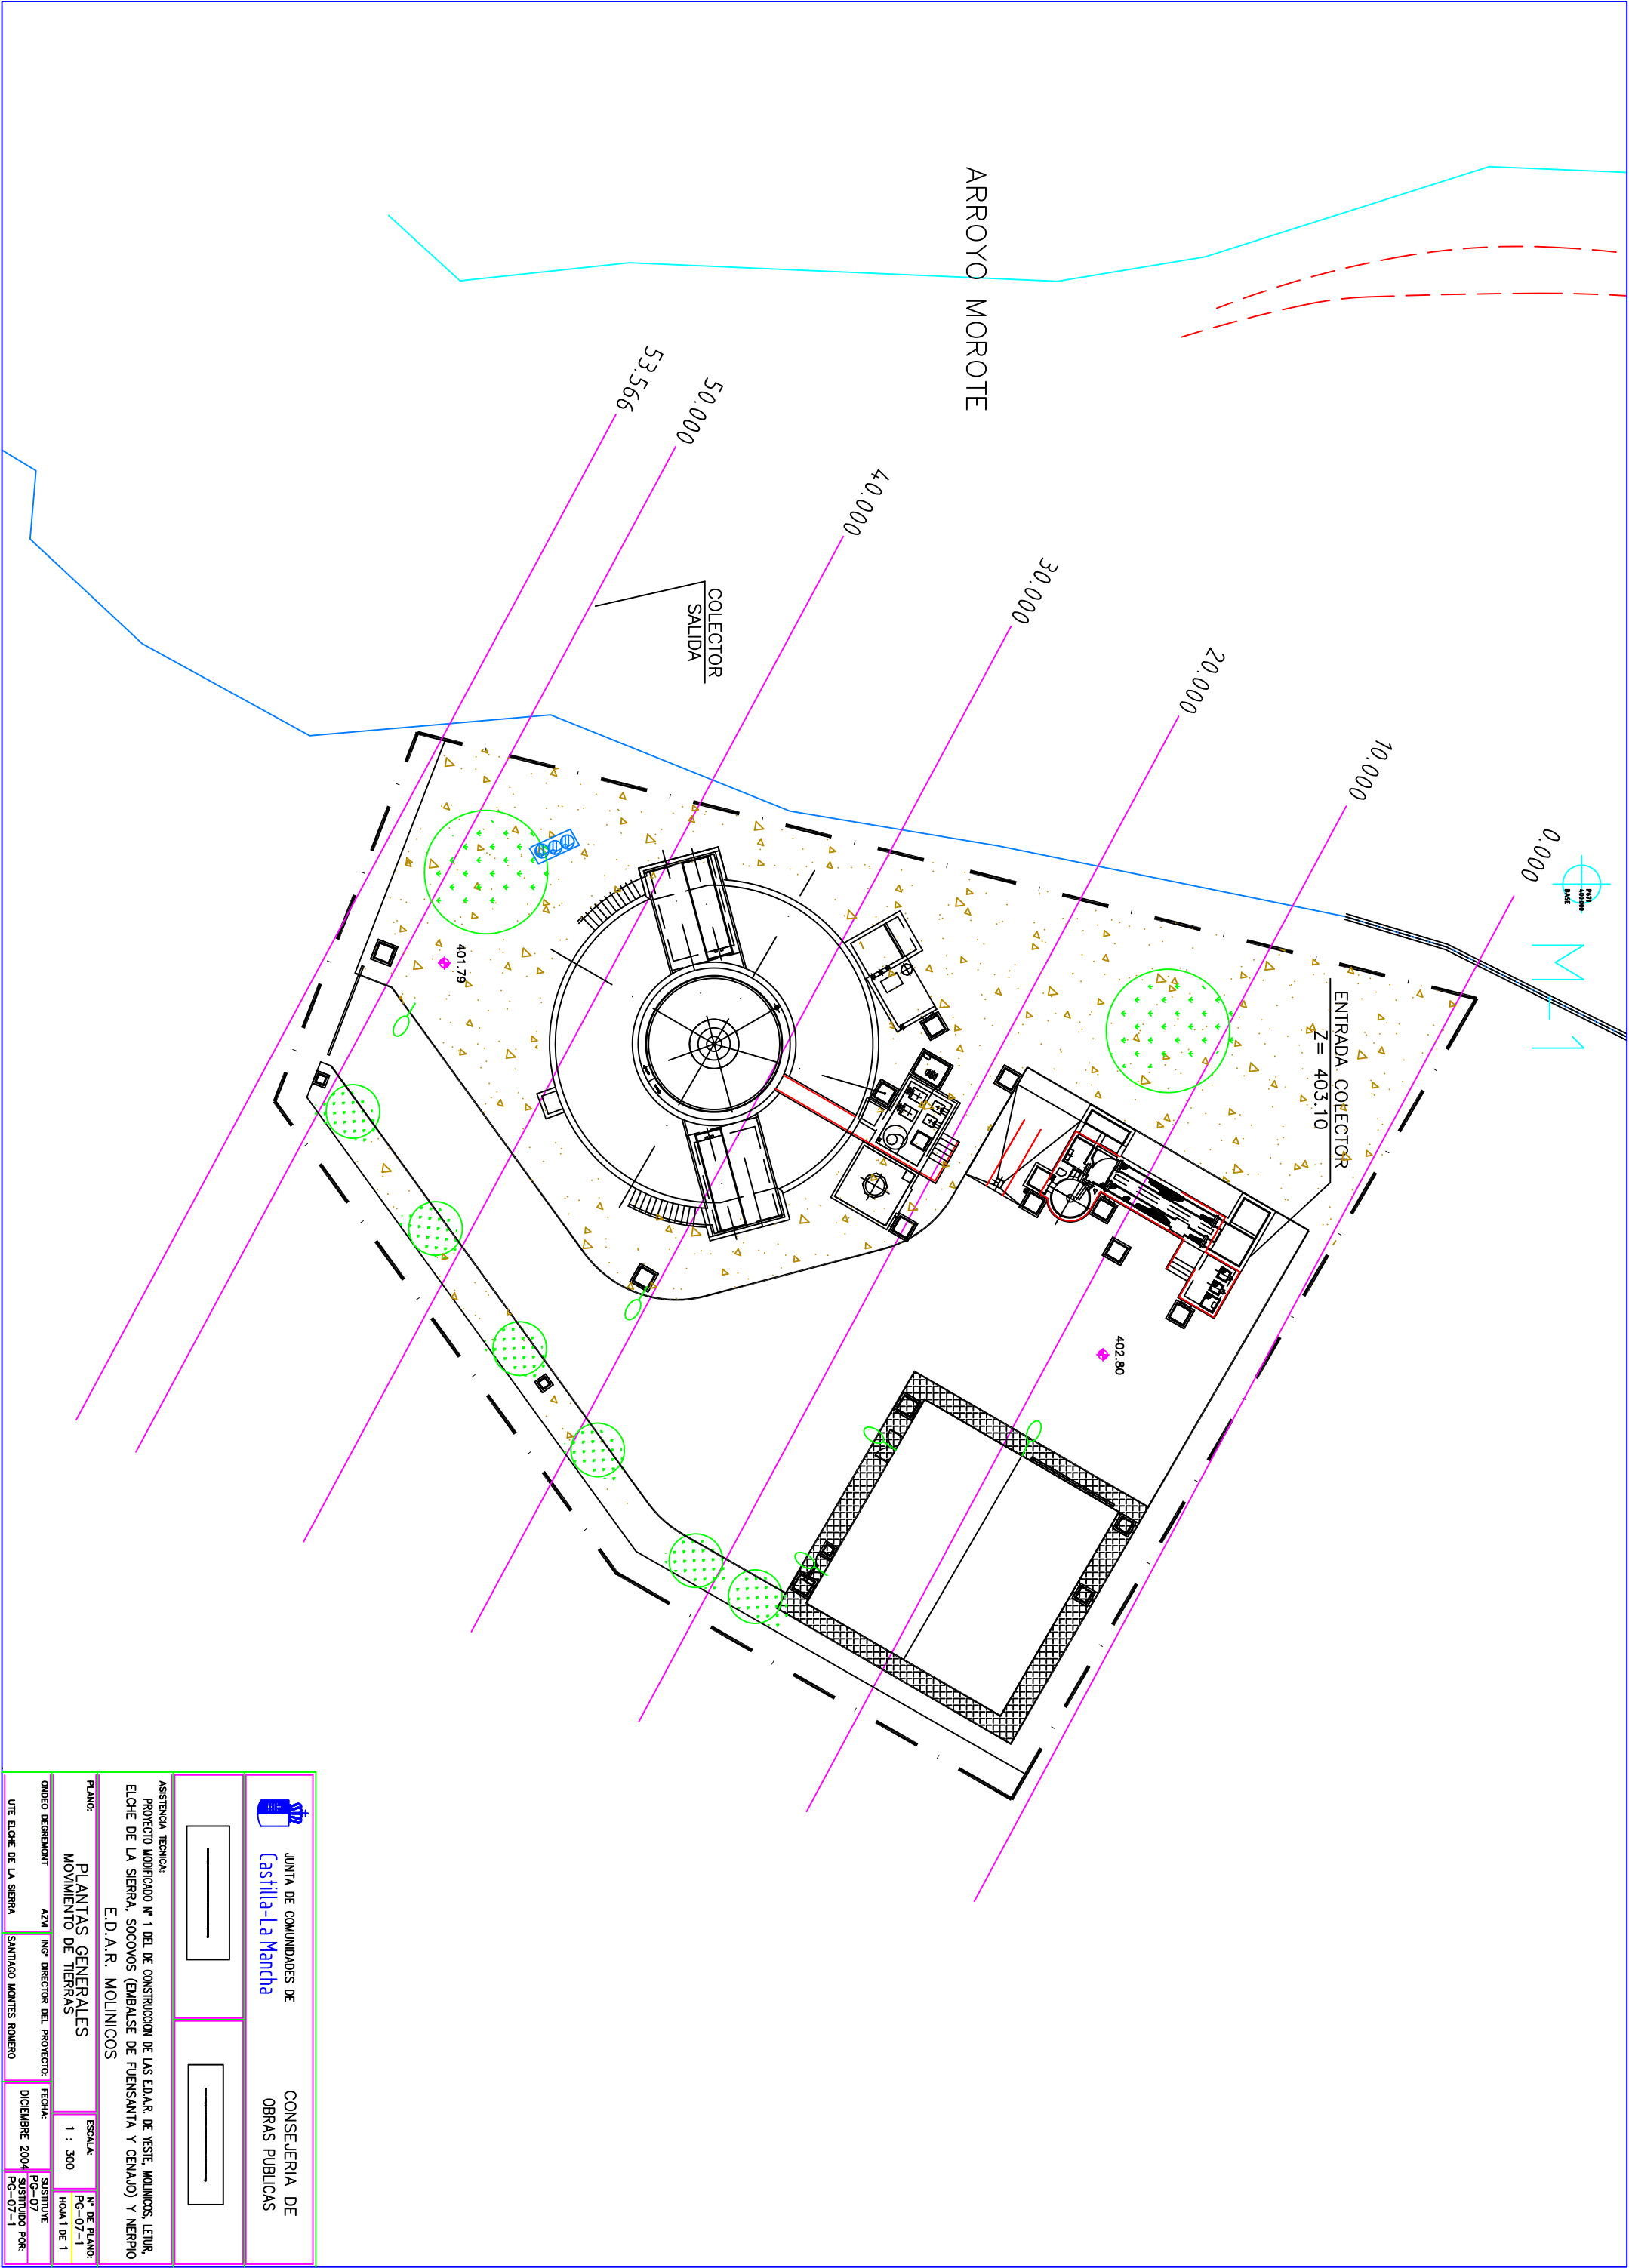 ARROYO MOROTE
53.566
50.000
40.000
30.000
20.000
10.000
0.000
COLECTOR
SALIDA
BASE
M-1
ENTRADA COLECTOR
Z= 403.10
401.79
402.80
JUNTA DE COMUNIDADES DE
Castilla-La Mancha
CONSEJERIA DE
OBRAS PUBLICAS
ASISTENCIA TECNICA:
PROYECTO MODIFICADO Nº 1 DEL DE CONSTRUCCION DE LAS E.D.A.R. DE YESTE, MOLINICOS, LETUR,
ELCHE DE LA SIERRA, SOCOVOS (EMBALSE DE FUENSANTA Y CENAJO) Y NERPIO
E.D.A.R. MOLINICOS
PLANO:
PLANTAS GENERALES
MOVIMIENTO DE TIERRAS
ESCALA:
1 : 300
Nº DE PLANO:
PG-07-1
HOJA 1 DE 1
ONDEO DEGREMONT AZVI
UTE ELCHE DE LA SIERRA
INGº DIRECTOR DEL PROYECTO:
SANTIAGO MONTES ROMERO
FECHA:
DICIEMBRE 2004
SUSTITUYE
PG-07
SUSTITUIDO POR:
PG-07-1